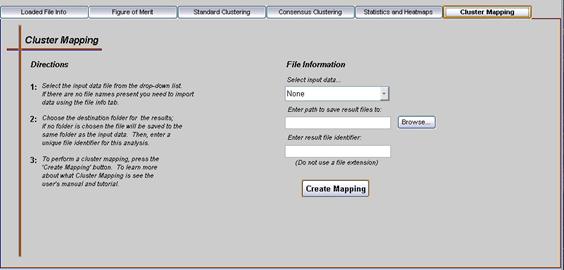 Loaded File Info
Figure of Merit
Standard Clustering
Consensus Clustering
Statistics and Heatmaps
Cluster Mapping
Cluster Mapping
Directions
1: Select the input data file from the drop-down list.
If there are no file names present you need to import
data using the file info tab.
2: Choose the destination folder for the results;
if no folder is chosen the file will be saved to the
same folder as the input data. Then, enter a
unique file identifier for this analysis.
3: To perform a cluster mapping, press the
'Create Mapping' button. To learn more
about what Cluster Mapping is see the
user's manual and tutorial.
File Information
Select input data...
None
Enter path to save result files to:
Browse...
Enter result file identifier:
(Do not use a file extension)
Create Mapping